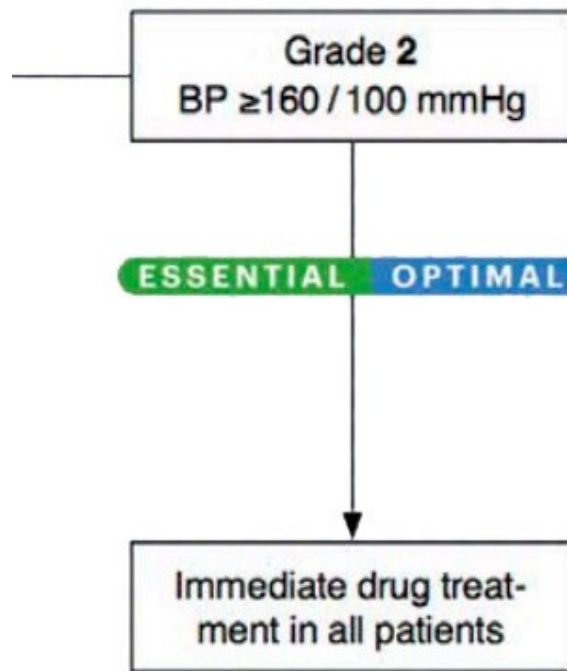 Grade 2
BP ≥160 / 100 mmHg
ESSENTIAL OPTIMAL
Immediate drug treat-
ment in all patients